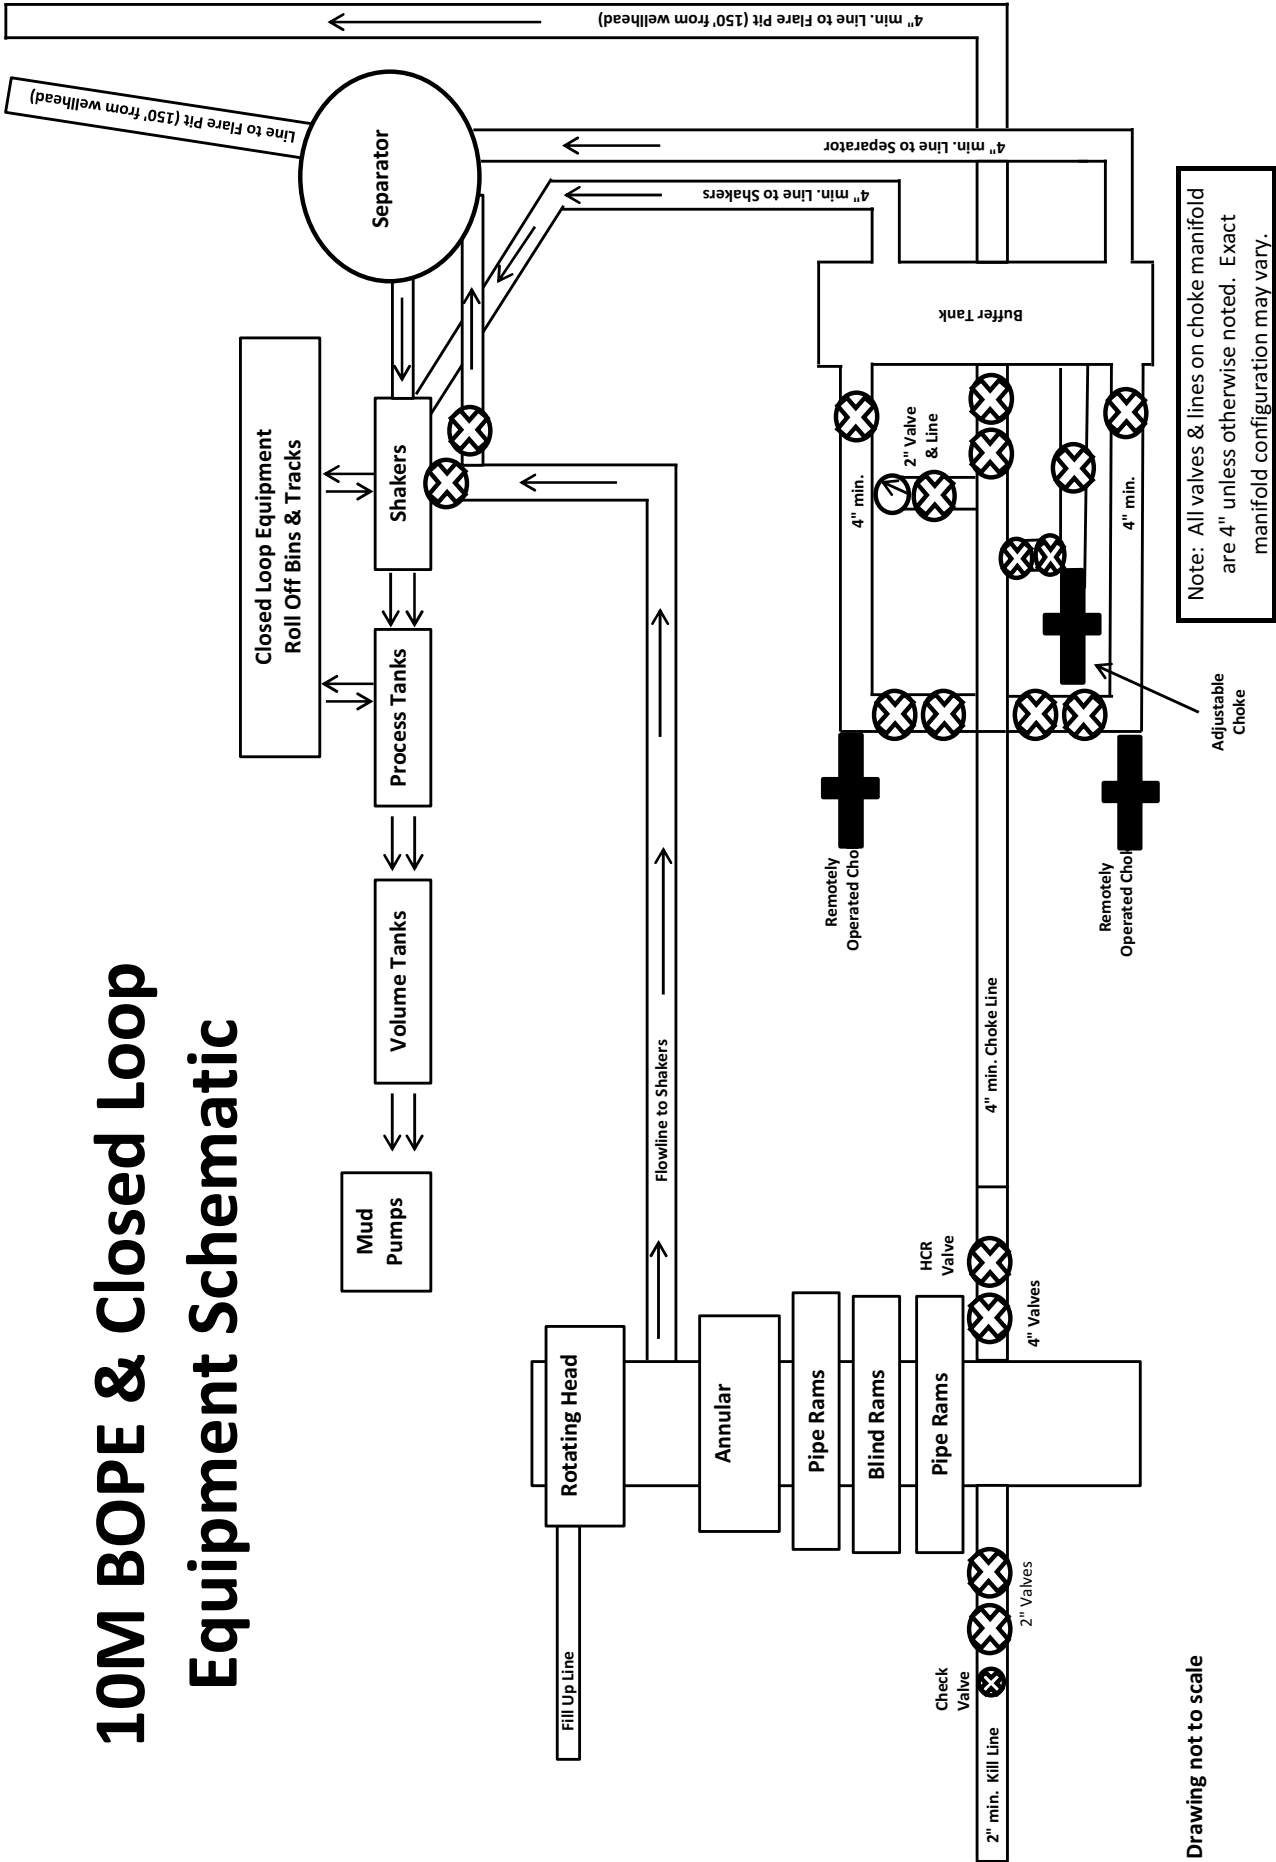 10M BOPE & Closed Loop
Equipment Schematic
Fill Up Line
Rotating Head
Annular
Pipe Rams
Blind Rams
Pipe Rams
Check
Valve
2" min. Kill Line
2" Valves
HCR
Valve
4" Valves
4" min. Choke Line
Flowline to Shakers
Mud
Pumps
Volume Tanks
Process Tanks
Shakers
Closed Loop Equipment
Roll Off Bins & Tracks
Separator
Line to Flare Pit (150' from wellhead)
4" min. Line to Flare Pit (150' from wellhead)
4" min. Line to Separator
4" min. Line to Shakers
Buffer Tank
2" Valve
& Line
4" min.
4" min.
Remotely
Operated Cho
Remotely
Operated Chok
Adjustable
Choke
Note: All valves & lines on choke manifold
are 4" unless otherwise noted. Exact
manifold configuration may vary.
Drawing not to scale